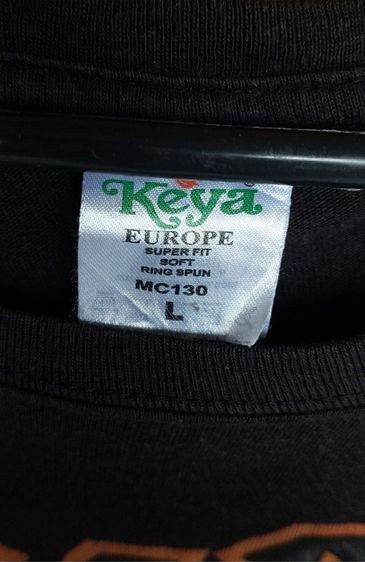 Keya
EUROPE
SUPER FIT
SOFT
RING SPUN
MC130
L